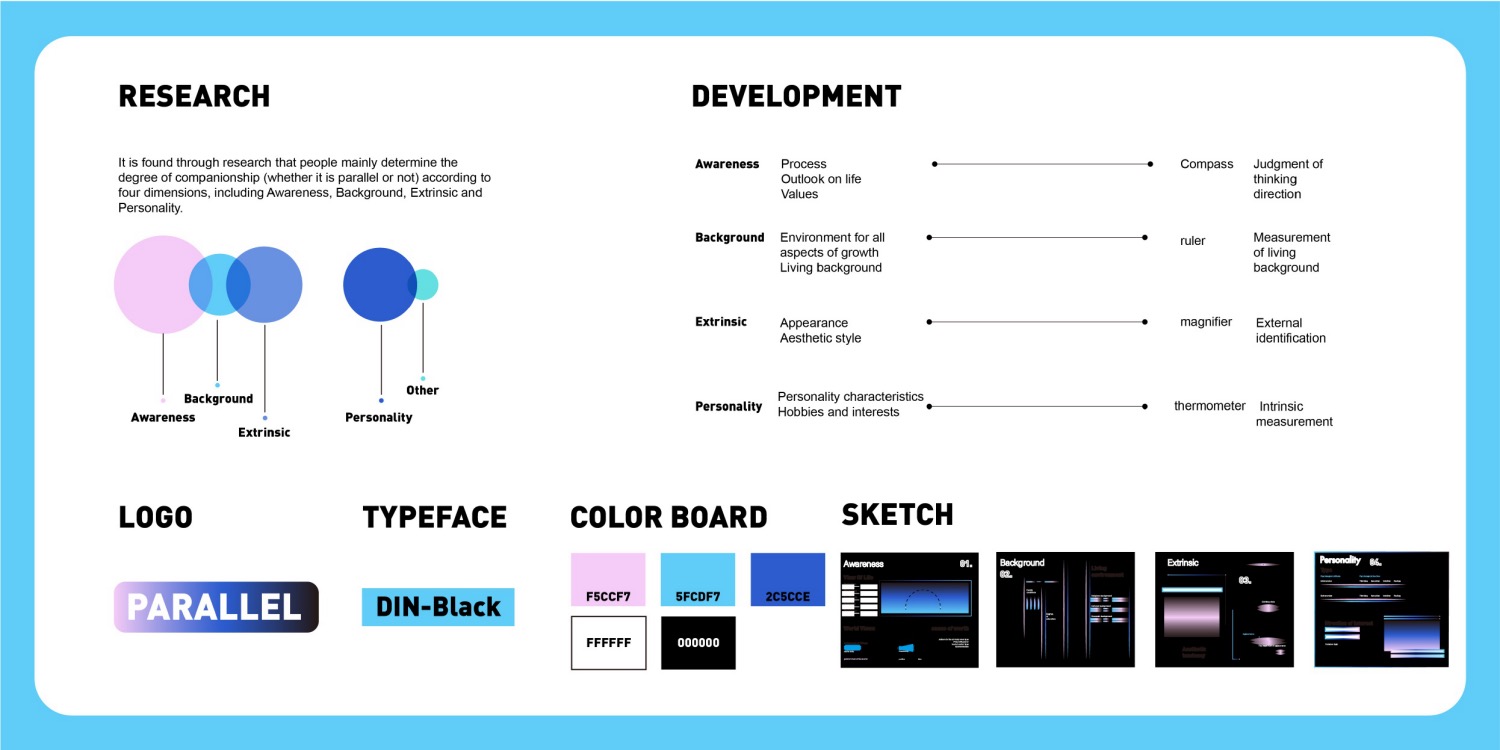 RESEARCH
It is found through research that people mainly determine the
degree of companionship (whether it is parallel or not) according to
four dimensions, including Awareness, Background, Extrinsic and
Personality.
Background
Awareness
Extrinsic
Other
Personality
DEVELOPMENT
Awareness
Process
Outlook on life
Values
Compass
Judgment of
thinking
direction
Background
Environment for all
aspects of growth
Living background
ruler
Measurement
of living
background
Extrinsic
Appearance
Aesthetic style
magnifier
External
identification
Personality
Personality characteristics
Hobbies and interests
thermometer
Intrinsic
measurement
LOGO
PARALLEL
TYPEFACE
DIN-Black
COLOR BOARD
F5CCF7
5FCDF7
2C5CCE
FFFFFF
000000
SKETCH
Awareness
01.
Background
02.
Extrinsic
03.
Personality
04.